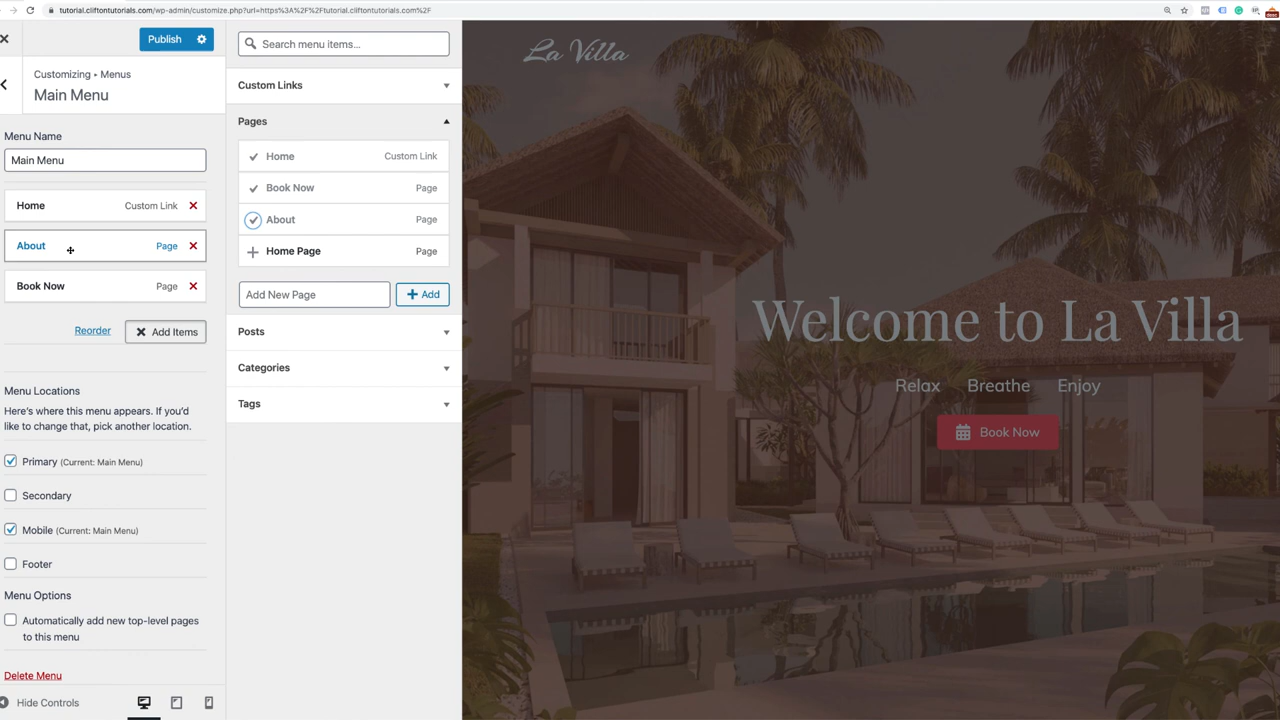 tutorial.cliftontutorials.com/wp-admin/customize.php?url=https%3A%2F%2Ftutorial.cliftontutorials.com%2F
Publish
Customizing ▸ Menus
Main Menu
Menu Name
Main Menu
Home Custom Link
About Page
Book Now Page
Reorder Add Items
Menu Locations
Here's where this menu appears. If you'd
like to change that, pick another location.
Primary (Current: Main Menu)
Secondary
Mobile (Current: Main Menu)
Footer
Menu Options
Automatically add new top-level pages
to this menu
Delete Menu
Hide Controls
Search menu items...
Custom Links
Pages
Home Custom Link
Book Now Page
About Page
Home Page Page
Add New Page + Add
Posts
Categories
Tags
La Villa
Welcome to La Villa
Relax Breathe Enjoy
Book Now